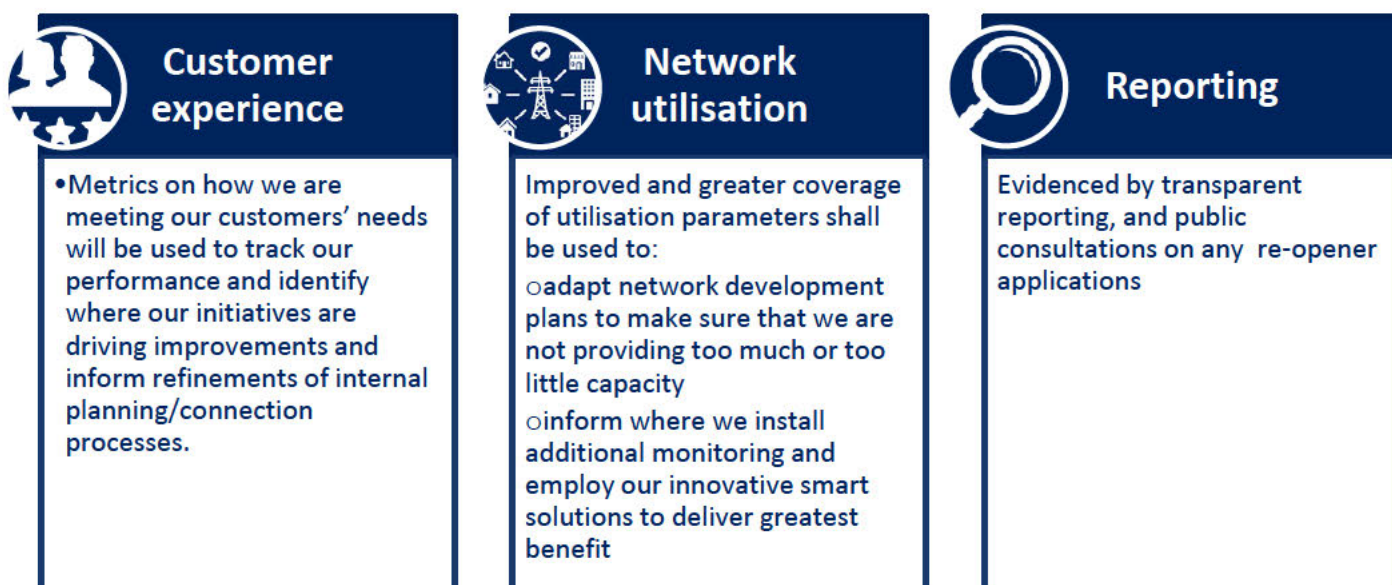 Customer
experience
•Metrics on how we are
meeting our customers’ needs
will be used to track our
performance and identify
where our initiatives are
driving improvements and
inform refinements of internal
planning/connection
processes.
Network
utilisation
Improved and greater coverage
of utilisation parameters shall
be used to:
oadapt network development
plans to make sure that we are
not providing too much or too
little capacity
oinform where we install
additional monitoring and
employ our innovative smart
solutions to deliver greatest
benefit
Reporting
Evidenced by transparent
reporting, and public
consultations on any  re-opener
applications